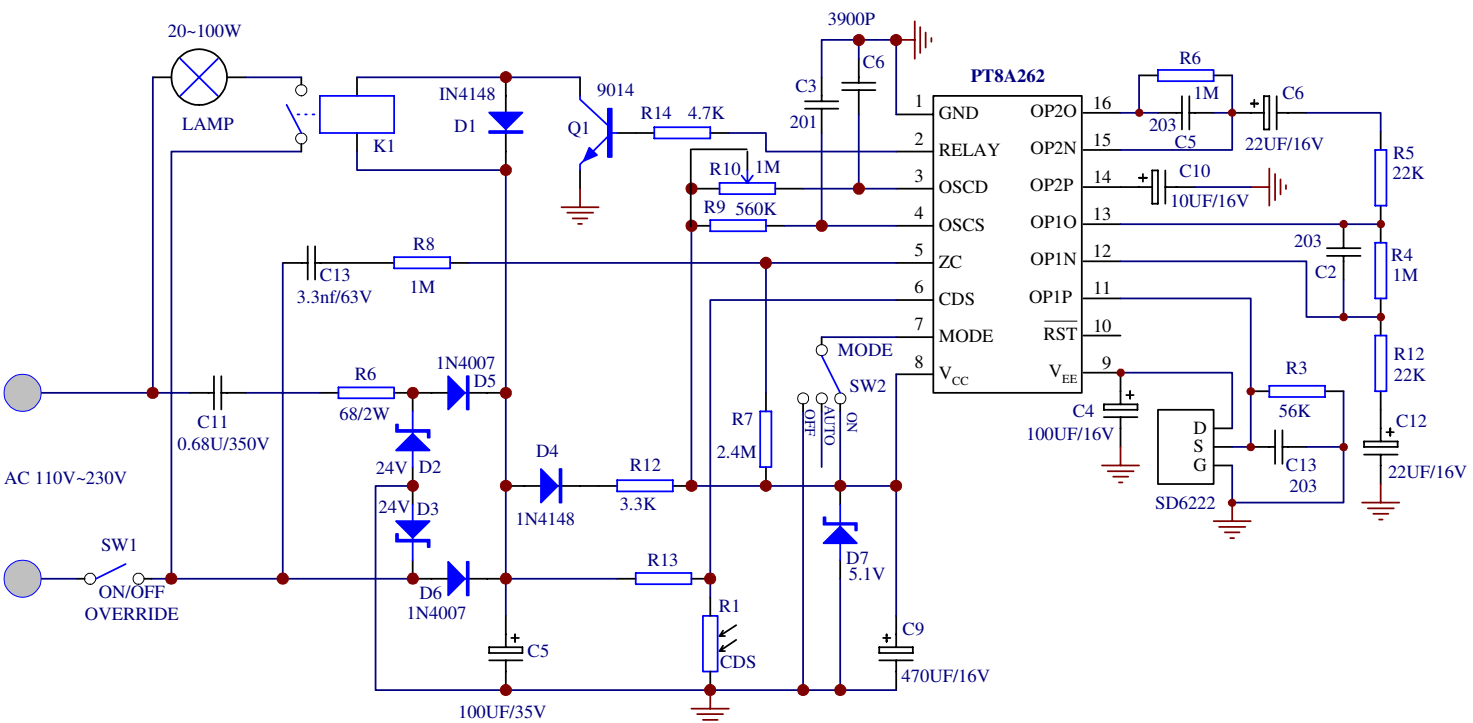 3900P
20~100W
C6
R6
PT8A262
IN4148
9014
C3
1M
C6
1
GND
OP2O
16
LAMP
D1
R14
4.7K
201
203
K1
Q1
C5
22UF/16V
2
RELAY
OP2N
15
R5
22K
R10
1M
3
OSCD
OP2P
14
C10
10UF/16V
R9
560K
4
OSCS
OP1O
13
203
R8
5
ZC
OP1N
12
C2
R4
1M
C13
3.3nf/63V
1M
6
CDS
OP1P
11
7
MODE
RST
10
MODE
R12
22K
1N4007
8
VCC
VEE
9
R3
R6
D5
SW2
68/2W
56K
C11
0.68U/350V
OFF
AUTO
ON
C4
100UF/16V
R7
2.4M
D
S
G
C12
24V
D2
D4
R12
C13
203
22UF/16V
AC 110V~230V
24V
D3
1N4148
3.3K
SD6222
SW1
D7
5.1V
R13
ON/OFF
OVERRIDE
D6
1N4007
R1
C5
CDS
C9
470UF/16V
100UF/35V